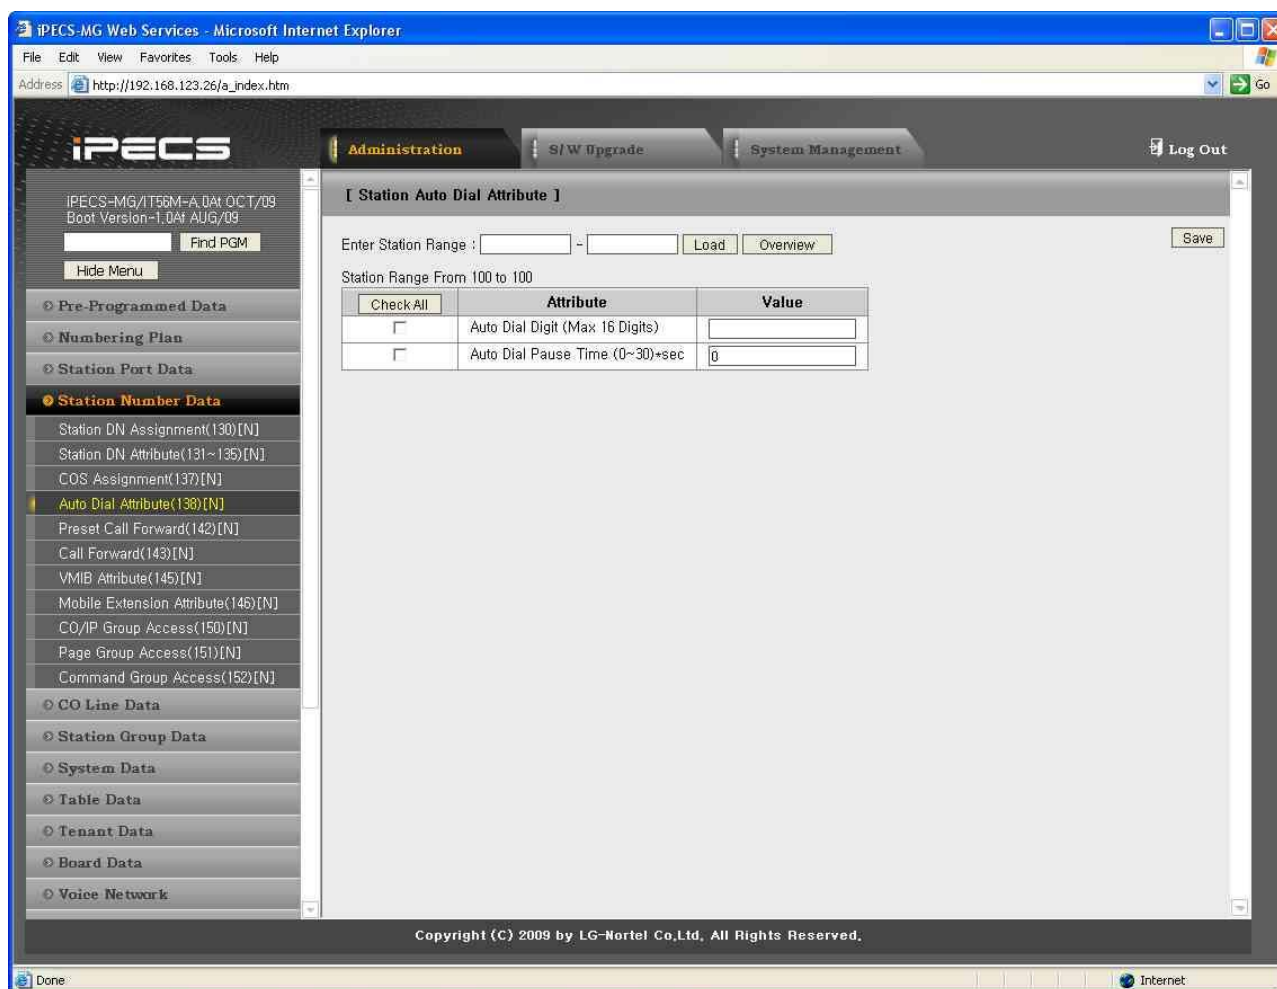 iPECS-MG Web Services - Microsoft Internet Explorer
File Edit View Favorites Tools Help
Address http://192.168.123.26/a_index.htm Go
iPECS
Administration S/W Upgrade System Management Log Out
iPECS-MG/IT56M-A.0Af OCT/09
Boot Version-1.0Af AUG/09
Find PGM
Hide Menu
Pre-Programmed Data
Numbering Plan
Station Port Data
Station Number Data
Station DN Assignment(130)[N]
Station DN Attribute(131~135)[N]
COS Assignment(137)[N]
Auto Dial Attribute(138)[N]
Preset Call Forward(142)[N]
Call Forward(143)[N]
VMIB Attribute(145)[N]
Mobile Extension Attribute(146)[N]
CO/IP Group Access(150)[N]
Page Group Access(151)[N]
Command Group Access(152)[N]
CO Line Data
Station Group Data
System Data
Table Data
Tenant Data
Board Data
Voice Network
[ Station Auto Dial Attribute ]
Enter Station Range : - Load Overview Save
Station Range From 100 to 100
Check All Attribute Value
Auto Dial Digit (Max 16 Digits)
Auto Dial Pause Time (0~30)*sec 0
Copyright (C) 2009 by LG-Nortel Co,Ltd, All Rights Reserved.
Done Internet